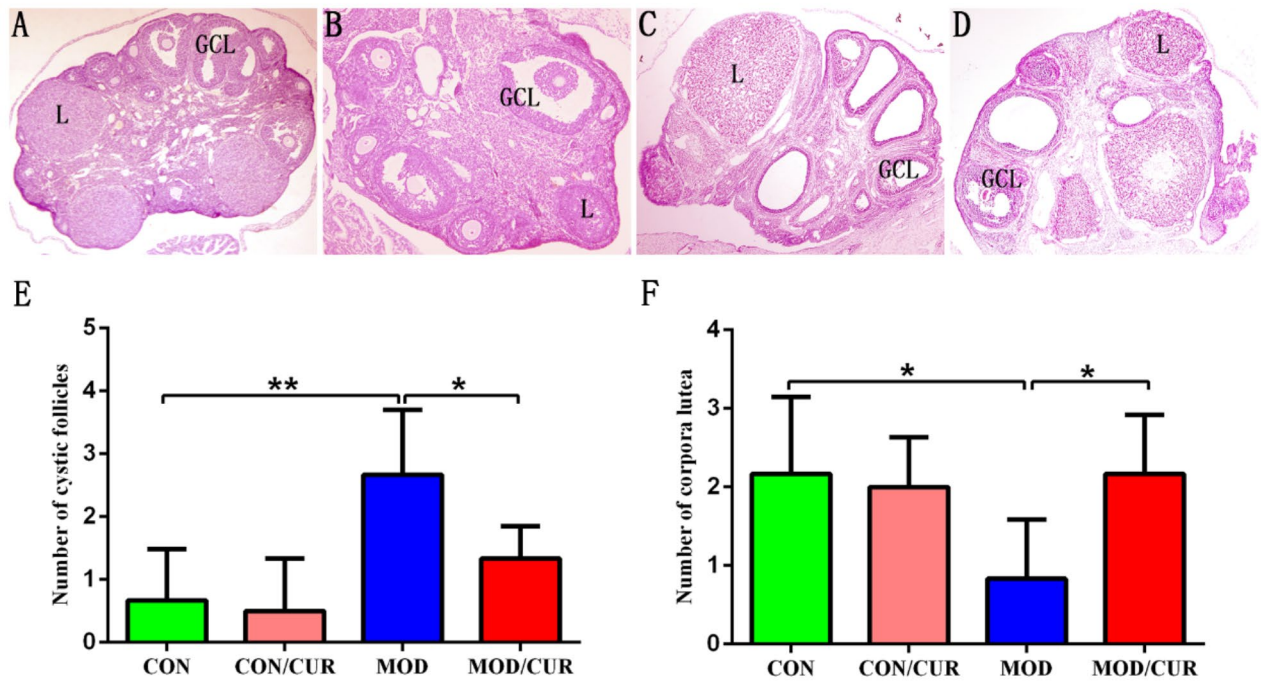 A
GCL
L
B
GCL
L
C
L
GCL
D
L
GCL
E
Number of cystic follicles
5
4
3
2
1
0
**
*
CON
CON/CUR
MOD
MOD/CUR
F
Number of corpora lutea
4
3
2
1
0
*
*
CON
CON/CUR
MOD
MOD/CUR